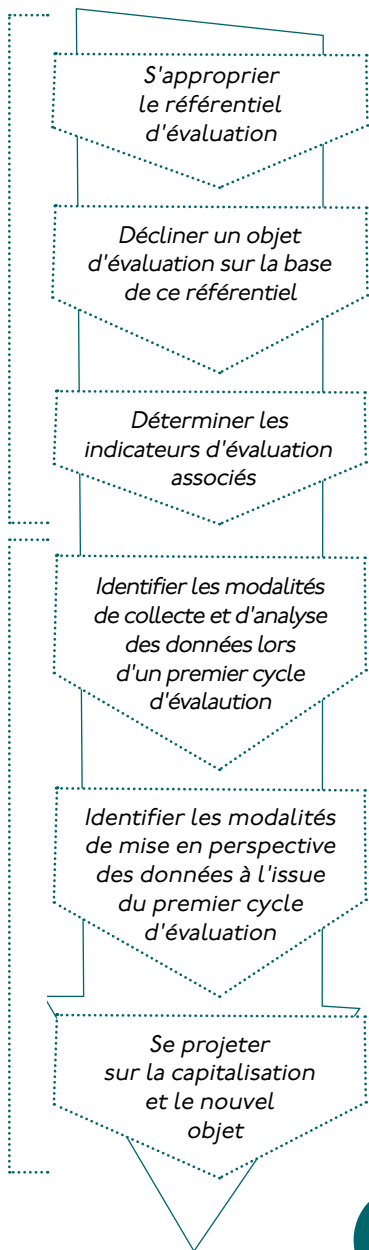 S'approprier
le référentiel
d'évaluation
Décliner un objet
d'évaluation sur la base
de ce référentiel
Déterminer les
indicateurs d'évaluation
associés
Identifier les modalités
de collecte et d'analyse
des données lors
d'un premier cycle
d'évalaution
Identifier les modalités
de mise en perspective
des données à l'issue
du premier cycle
d'évaluation
Se projeter
sur la capitalisation
et le nouvel
objet